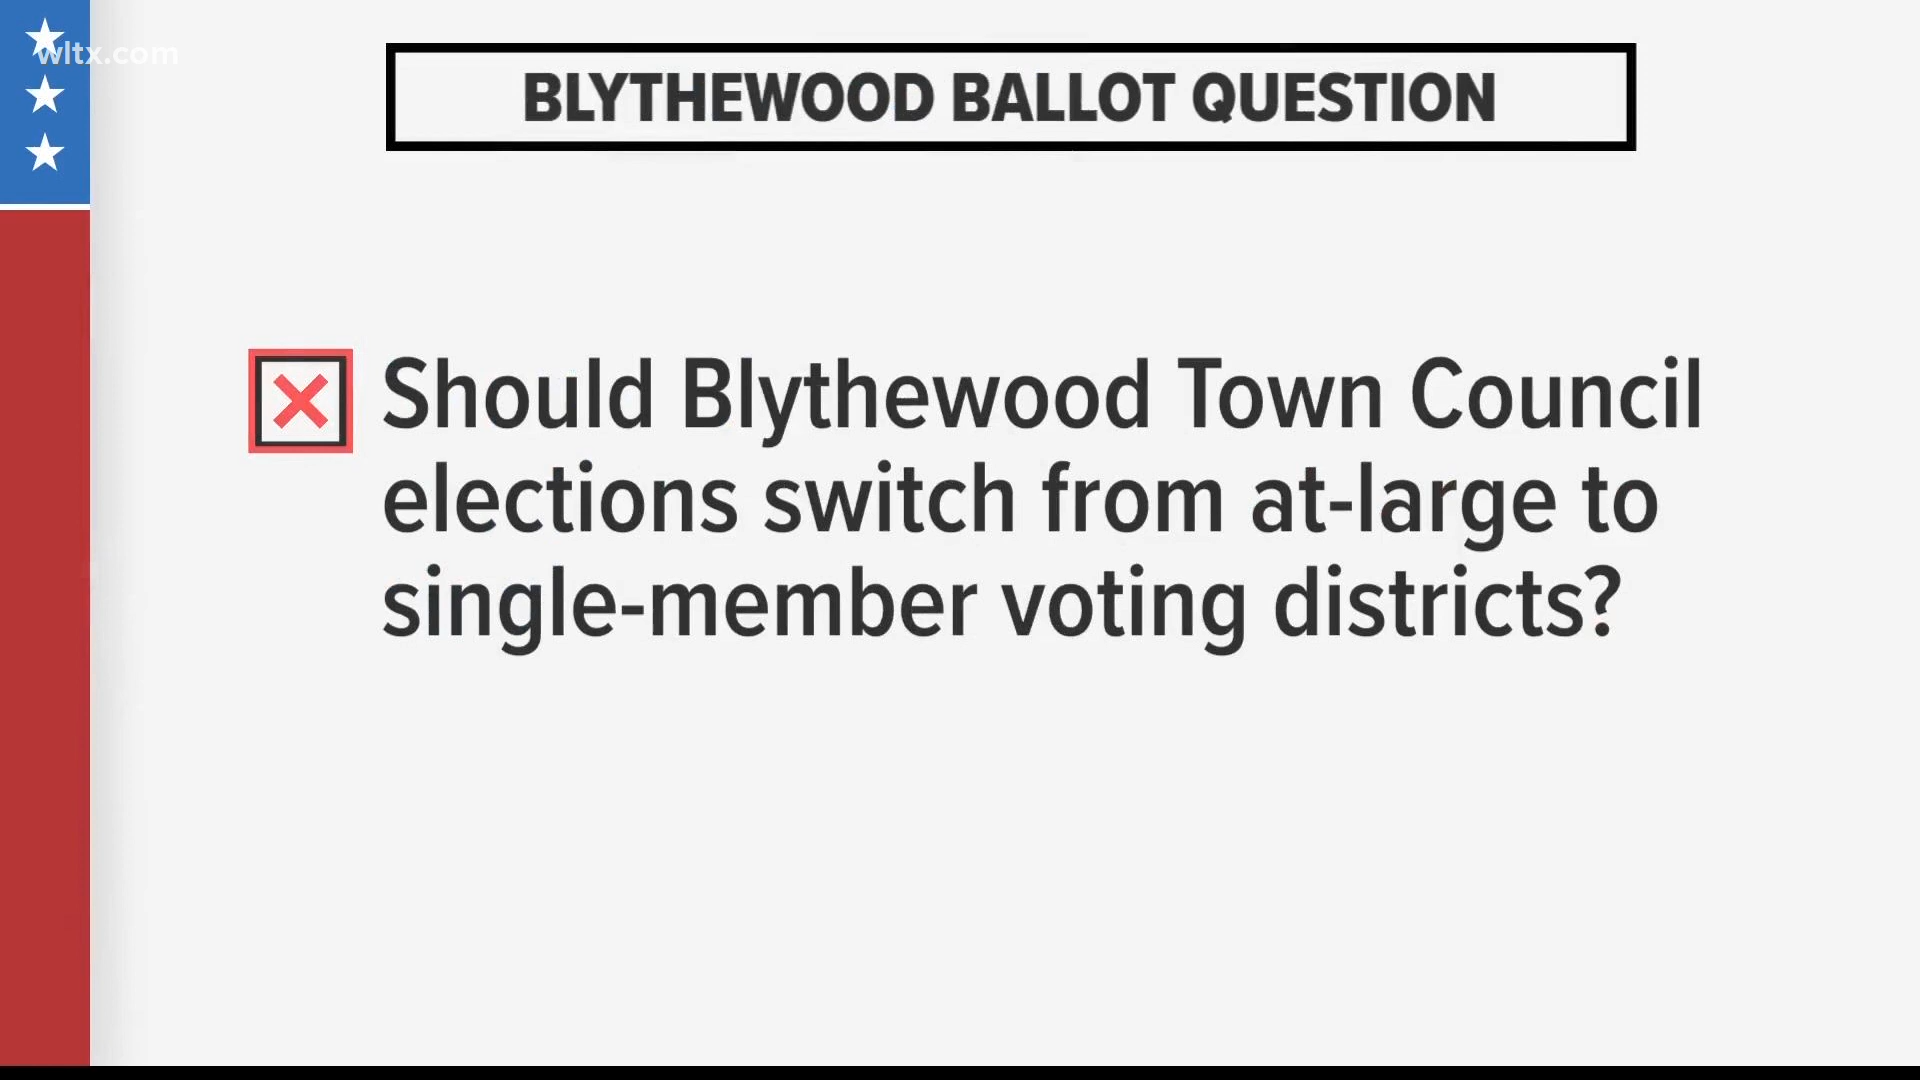 wltx.com
BLYTHEWOOD BALLOT QUESTION
Should Blythewood Town Council
elections switch from at-large to
single-member voting districts?